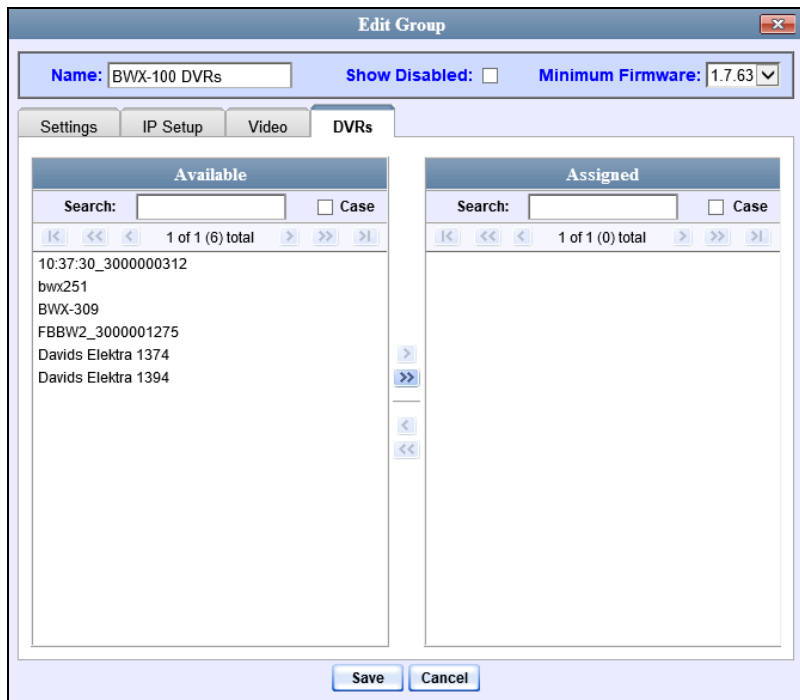 Edit Group
Name: BWX-100 DVRs Show Disabled: Minimum Firmware: 1.7.63
Settings IP Setup Video DVRs
Available
Search: Case
1 of 1 (6) total
10:37:30_3000000312
bwx251
BWX-309
FBBW2_3000001275
Davids Elektra 1374
Davids Elektra 1394
Assigned
Search: Case
1 of 1 (0) total
Save Cancel